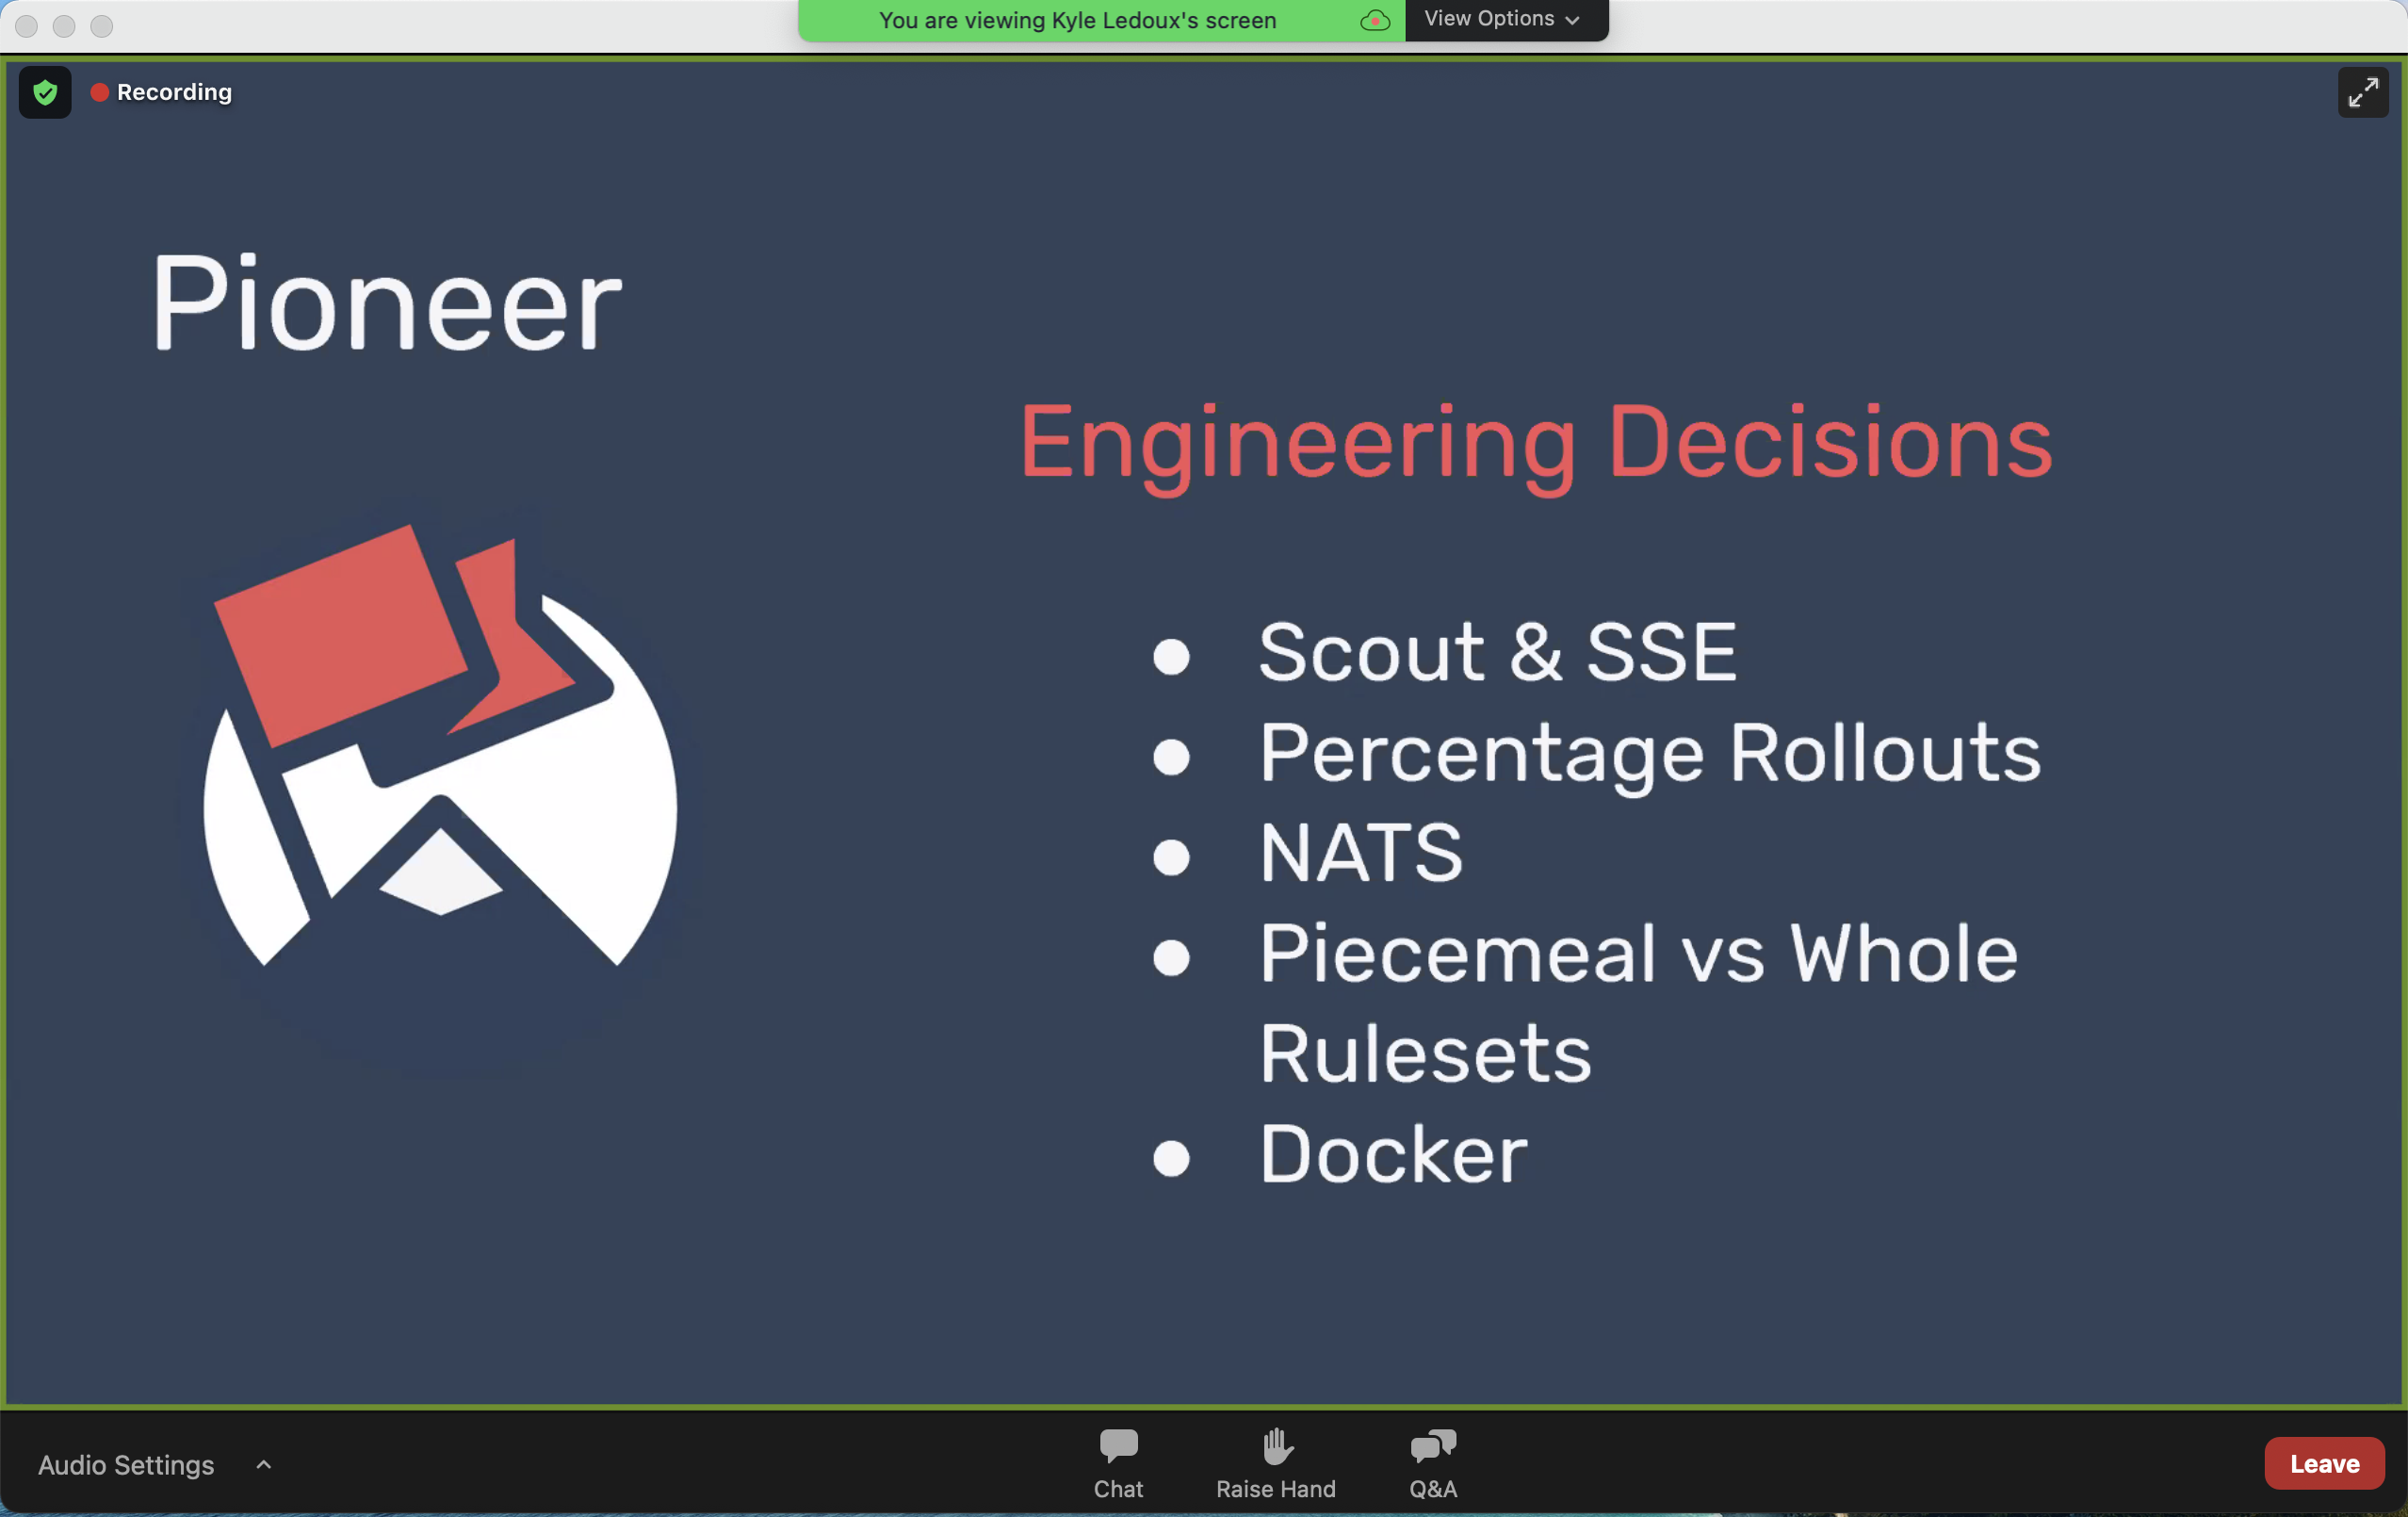 You are viewing Kyle Ledoux's screen
View Options
Recording
Pioneer
Engineering Decisions
● Scout & SSE
● Percentage Rollouts
● NATS
● Piecemeal vs Whole
Rulesets
● Docker
Audio Settings
Chat
Raise Hand
Q&A
Leave